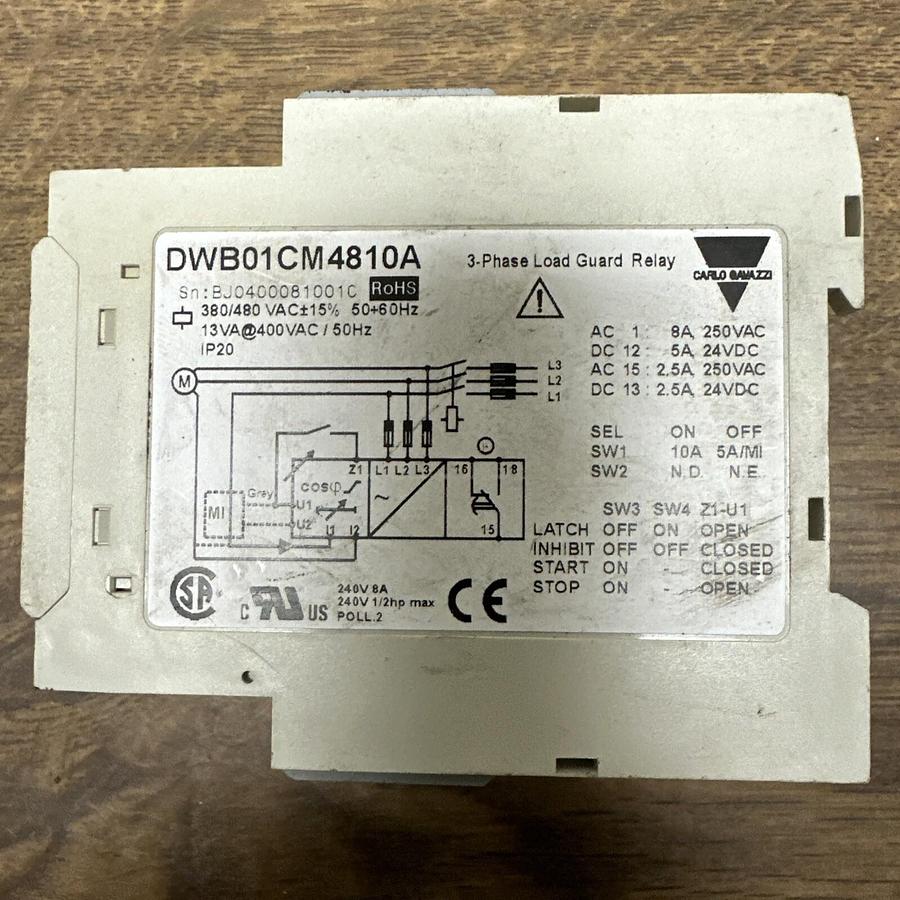 DWB01CM4810A
3-Phase Load Guard Relay
CARLO GAVAZZI
Sn:BJ0400081001C RoHS
380/480 VAC±15% 50+60Hz
13VA@400VAC / 50Hz
IP20
AC 1 : 8A, 250VAC
DC 12 : 5A, 24VDC
AC 15 : 2,5A, 250VAC
DC 13 : 2.5A, 24VDC
M
L3
L2
L1
SEL ON OFF
SW1 10A 5A/MI
SW2 N.D. N.E.
Z1 L1 L2 L3 16 18
cosφ
~
Grey
MI
U1
U2
I1 I2
15
SW3 SW4 Z1-U1
LATCH OFF ON OPEN
INHIBIT OFF OFF CLOSED
START ON - CLOSED
STOP ON - OPEN
SA
C RU US
240V 8A
240V 1/2hp max
POLL.2
CE